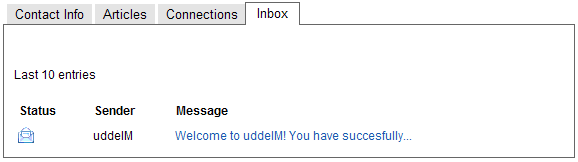 Contact Info Articles Connections Inbox
Last 10 entries
Status Sender Message
uddeIM Welcome to uddeIM! You have succesfully...